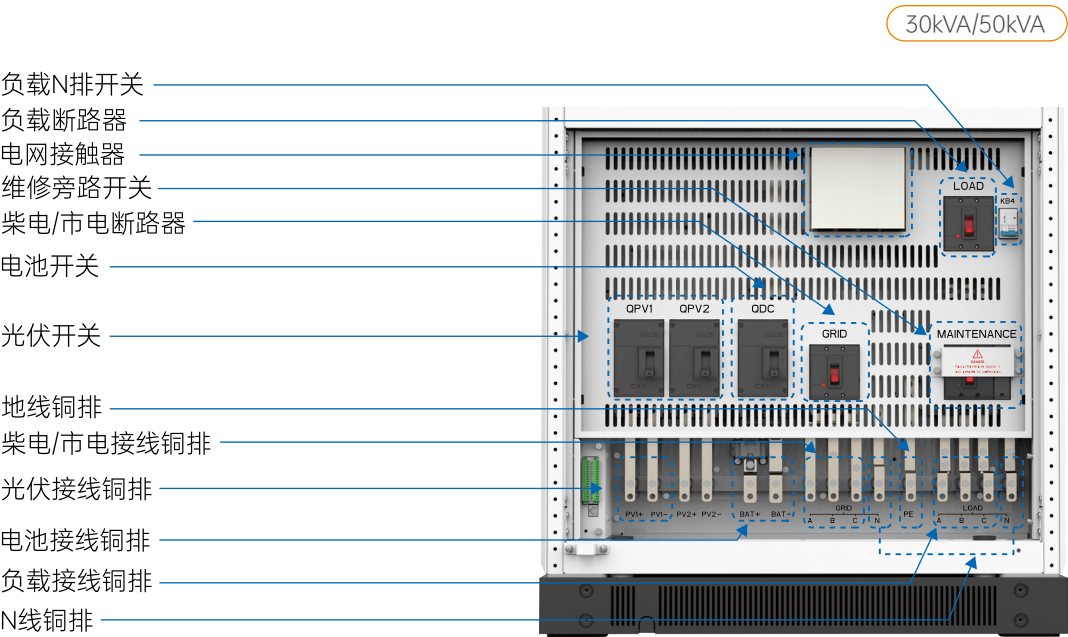 30kVA/50kVA
负载N排开关
负载断路器
电网接触器
维修旁路开关
柴电/市电断路器
电池开关
光伏开关
地线铜排
柴电/市电接线铜排
光伏接线铜排
电池接线铜排
负载接线铜排
N线铜排
LOAD
KB4
QPV1 QPV2 QDC
GRID
MAINTENANCE
DANGER
PV1+ PV1- PV2+ PV2- BAT+ BAT-
GRID
A B C N
PE
LOAD
A B C N